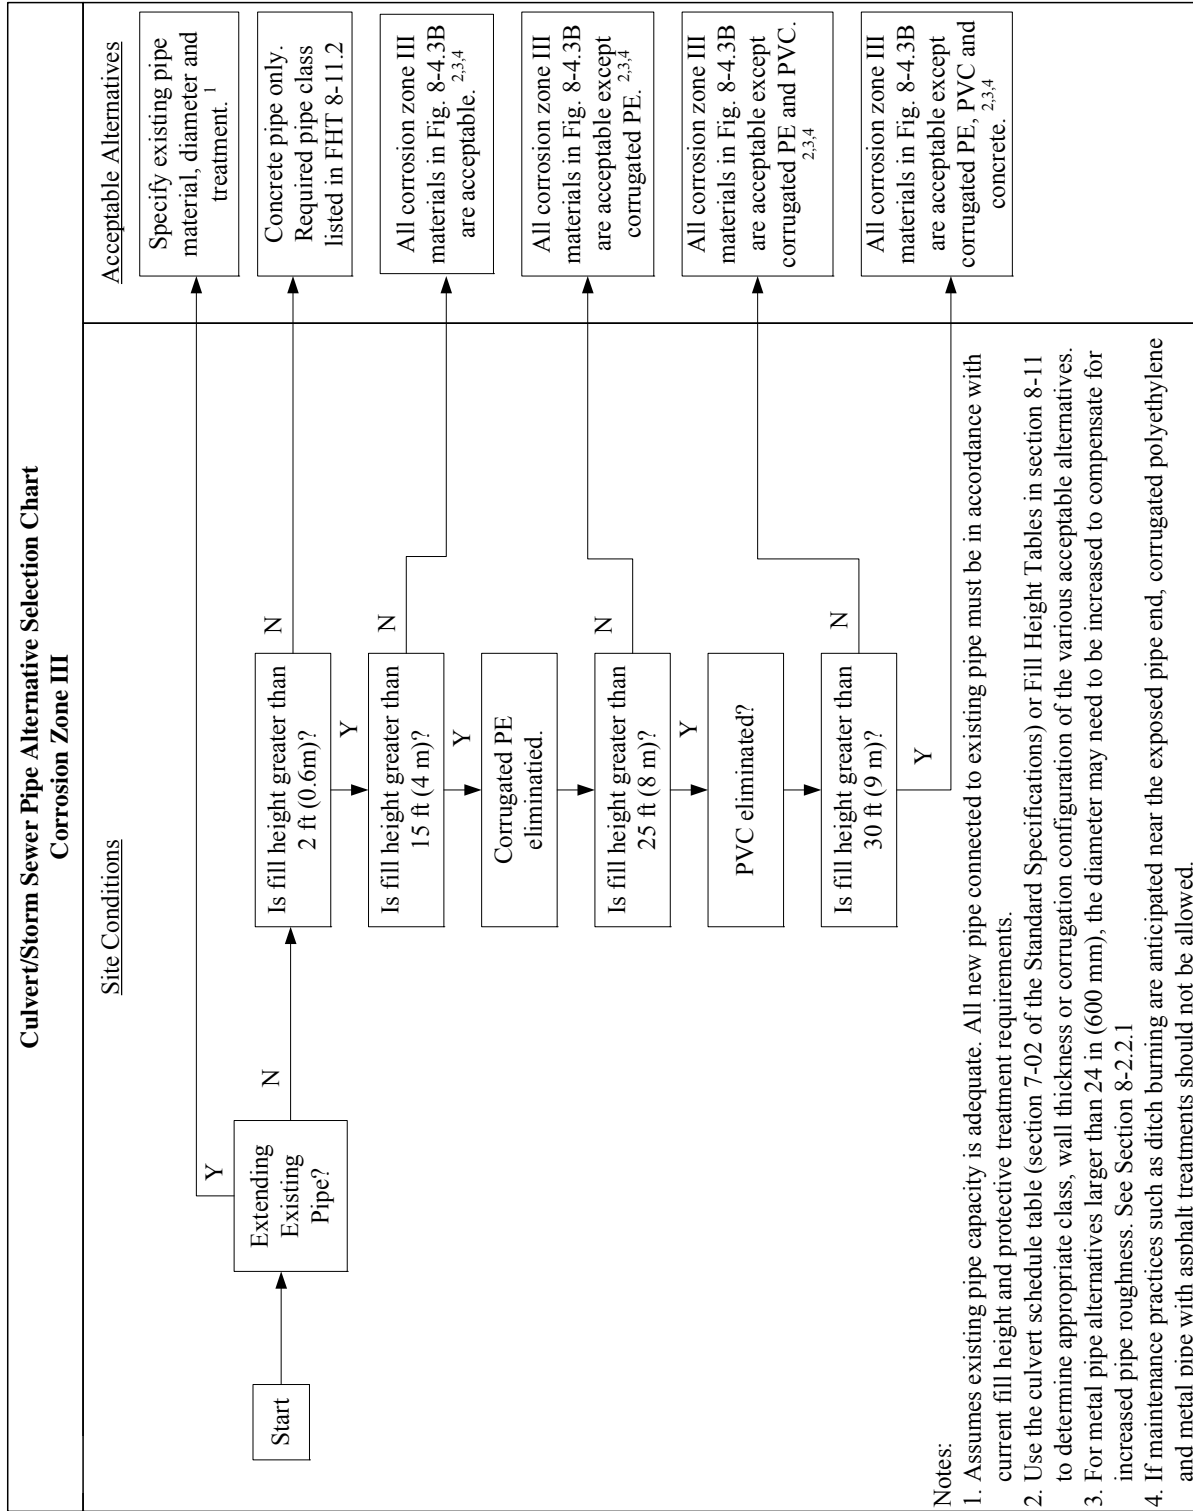 Culvert/Storm Sewer Pipe Alternative Selection Chart
Corrosion Zone III
Site Conditions
Acceptable Alternatives
Start
Extending
Existing
Pipe?
Y
N
Specify existing pipe
material, diameter and
treatment. 1
Is fill height greater than
2 ft (0.6m)?
N
Y
Concrete pipe only.
Required pipe class
listed in FHT 8-11.2
Is fill height greater than
15 ft (4 m)?
N
Y
All corrosion zone III
materials in Fig. 8-4.3B
are acceptable. 2,3,4
Corrugated PE
eliminatied.
Is fill height greater than
25 ft (8 m)?
N
Y
All corrosion zone III
materials in Fig. 8-4.3B
are acceptable except
corrugated PE. 2,3,4
PVC eliminated?
Is fill height greater than
30 ft (9 m)?
N
Y
All corrosion zone III
materials in Fig. 8-4.3B
are acceptable except
corrugated PE and PVC.
2,3,4
All corrosion zone III
materials in Fig. 8-4.3B
are acceptable except
corrugated PE, PVC and
concrete. 2,3,4
Notes:
1. Assumes existing pipe capacity is adequate. All new pipe connected to existing pipe must be in accordance with
current fill height and protective treatment requirements.
2. Use the culvert schedule table (section 7-02 of the Standard Specifications) or Fill Height Tables in section 8-11
to determine appropriate class, wall thickness or corrugation configuration of the various acceptable alternatives.
3. For metal pipe alternatives larger than 24 in (600 mm), the diameter may need to be increased to compensate for
increased pipe roughness. See Section 8-2.2.1
4. If maintenance practices such as ditch burning are anticipated near the exposed pipe end, corrugated polyethylene
and metal pipe with asphalt treatments should not be allowed.